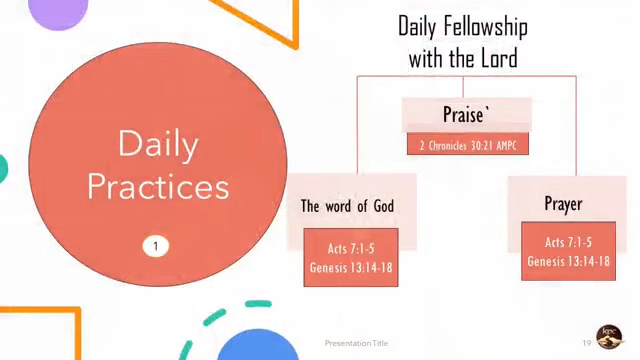 Daily Fellowship
with the Lord
Daily
Practices
1
Praise`
2 Chronicles 30:21 AMPC
The word of God
Acts 7:1-5
Genesis 13:14-18
Prayer
Acts 7:1-5
Genesis 13:14-18
Presentation Title
19
kpc